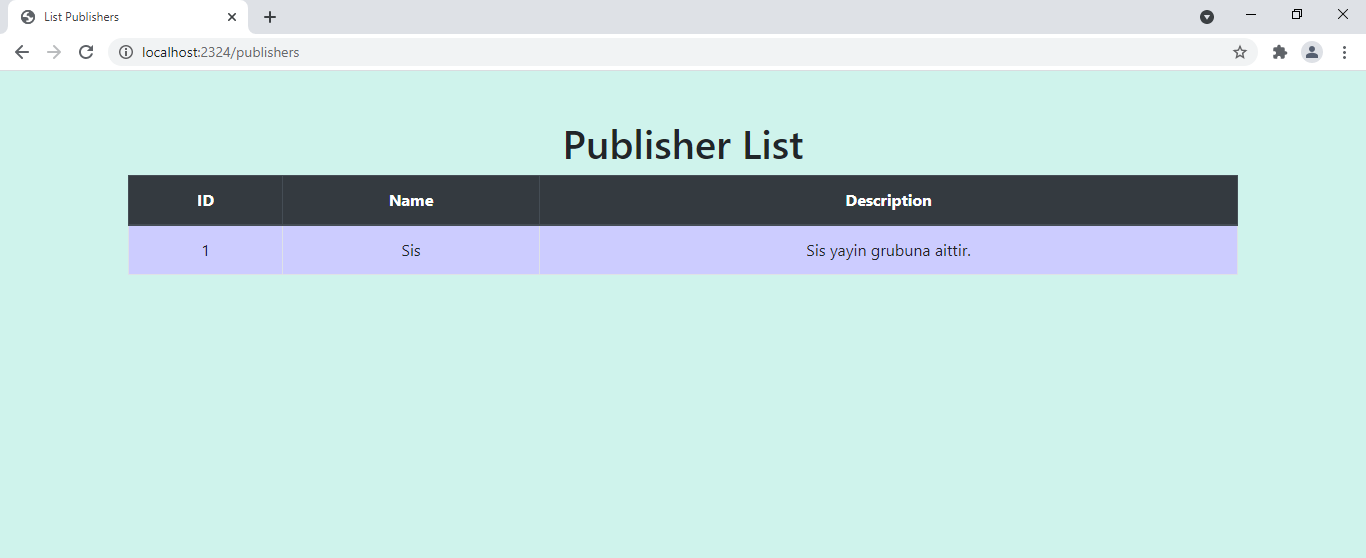 List Publishers
localhost:2324/publishers
Publisher List
ID Name Description
1 Sis Sis yayin grubuna aittir.